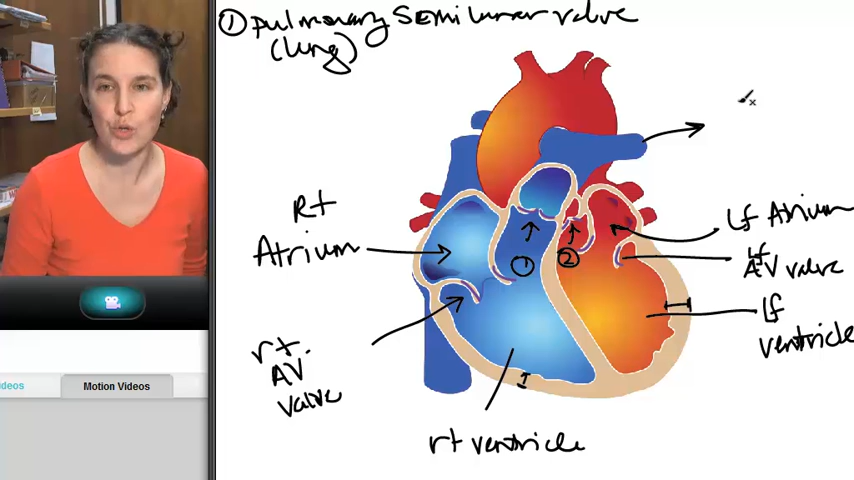 ① Pulmonary Semilunar valve
(lung)
Rt
Atrium
①
②
Lf Atrium
Lf
AV valve
Lf
ventricle
rt
AV
valve
rt ventricle
deos
Motion Videos